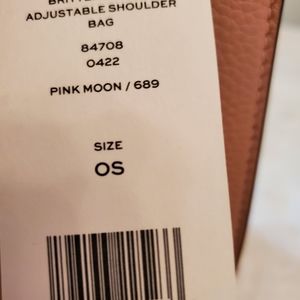 ADJUSTABLE SHOULDER
BAG
84708
0422
PINK MOON / 689
SIZE
OS